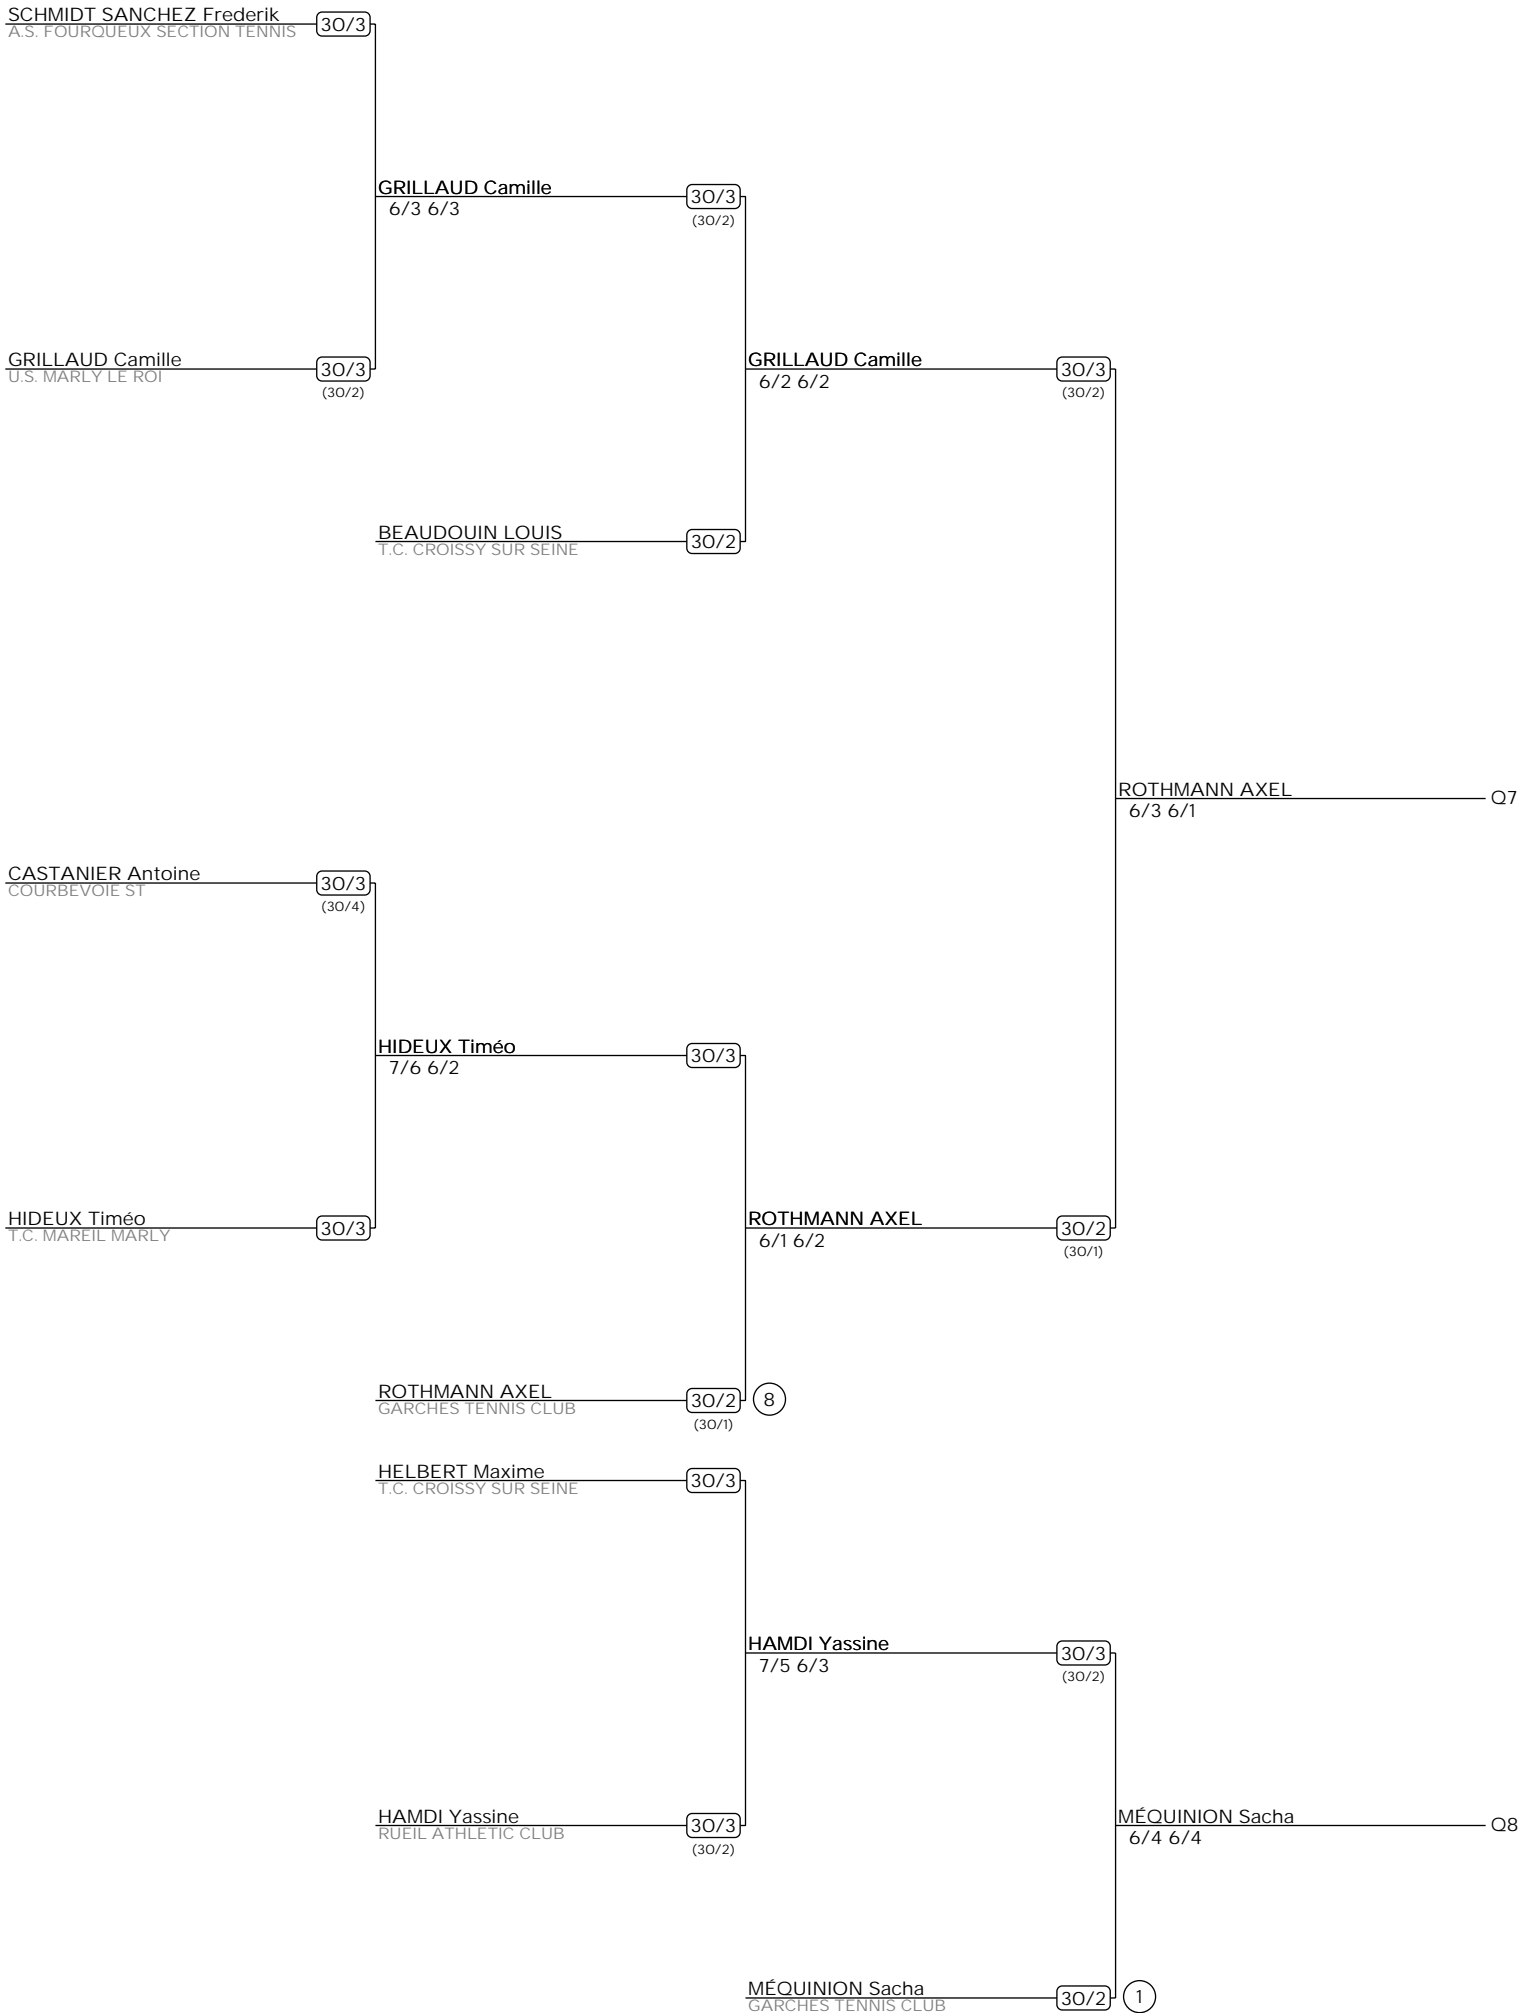 SCHMIDT SANCHEZ Frederik
30/3
A.S. FOURQUEUX SECTION TENNIS
GRILLAUD Camille
30/3
6/3 6/3
(30/2)
GRILLAUD Camille
30/3
U.S. MARLY LE ROI
(30/2)
GRILLAUD Camille
30/3
6/2 6/2
(30/2)
BEAUDOUIN LOUIS
30/2
T.C. CROISSY SUR SEINE
ROTHMANN AXEL
Q7
6/3 6/1
CASTANIER Antoine
30/3
COURBEVOIE ST
(30/4)
HIDEUX Timéo
30/3
7/6 6/2
HIDEUX Timéo
30/3
T.C. MAREIL MARLY
ROTHMANN AXEL
30/2
6/1 6/2
(30/1)
ROTHMANN AXEL
30/2
8
GARCHES TENNIS CLUB
(30/1)
HELBERT Maxime
30/3
T.C. CROISSY SUR SEINE
HAMDI Yassine
30/3
7/5 6/3
(30/2)
HAMDI Yassine
30/3
RUEIL ATHLETIC CLUB
(30/2)
MÉQUINION Sacha
Q8
6/4 6/4
MÉQUINION Sacha
30/2
1
GARCHES TENNIS CLUB